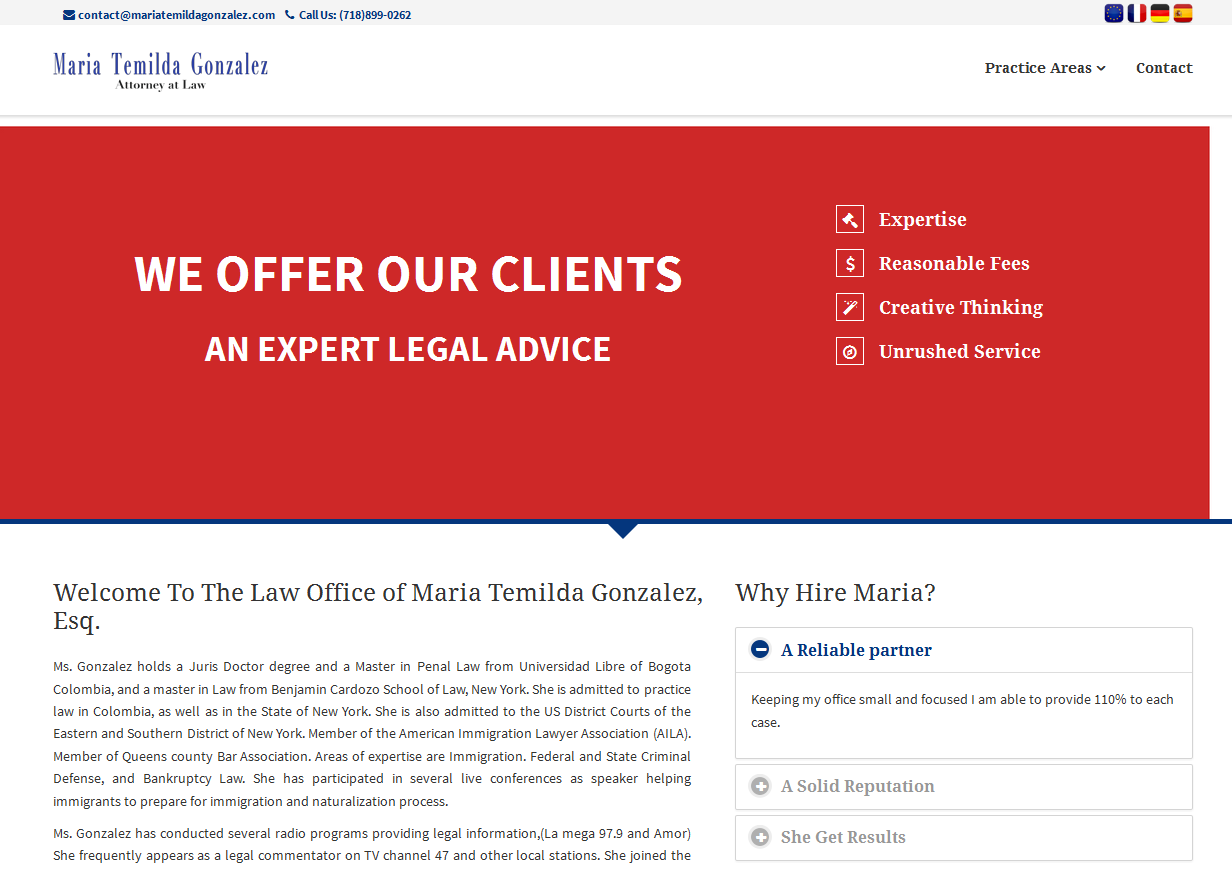 contact@mariatemildagonzalez.com Call Us: (718)899-0262
Maria Temilda Gonzalez
Attorney at Law
Practice Areas Contact
WE OFFER OUR CLIENTS
AN EXPERT LEGAL ADVICE
Expertise
Reasonable Fees
Creative Thinking
Unrushed Service
Welcome To The Law Office of Maria Temilda Gonzalez,
Esq.
Ms. Gonzalez holds a Juris Doctor degree and a Master in Penal Law from Universidad Libre of Bogota
Colombia, and a master in Law from Benjamin Cardozo School of Law, New York. She is admitted to practice
law in Colombia, as well as in the State of New York. She is also admitted to the US District Courts of the
Eastern and Southern District of New York. Member of the American Immigration Lawyer Association (AILA).
Member of Queens county Bar Association. Areas of expertise are Immigration. Federal and State Criminal
Defense, and Bankruptcy Law. She has participated in several live conferences as speaker helping
immigrants to prepare for immigration and naturalization process.
Ms. Gonzalez has conducted several radio programs providing legal information,(La mega 97.9 and Amor)
She frequently appears as a legal commentator on TV channel 47 and other local stations. She joined the
Why Hire Maria?
A Reliable partner
Keeping my office small and focused I am able to provide 110% to each
case.
A Solid Reputation
She Get Results